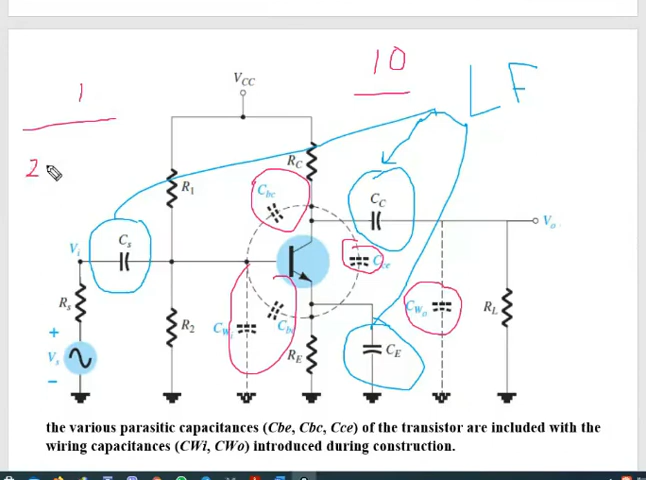 1
2
10
LF
VCC
RC
R1
Cbc
CC
Vo
Vi
Cs
Cce
Rs
R2
CWi
Cbe
CWo
RL
+
Vs
−
RE
CE
the various parasitic capacitances (Cbe, Cbc, Cce) of the transistor are included with the
wiring capacitances (CWi, CWo) introduced during construction.